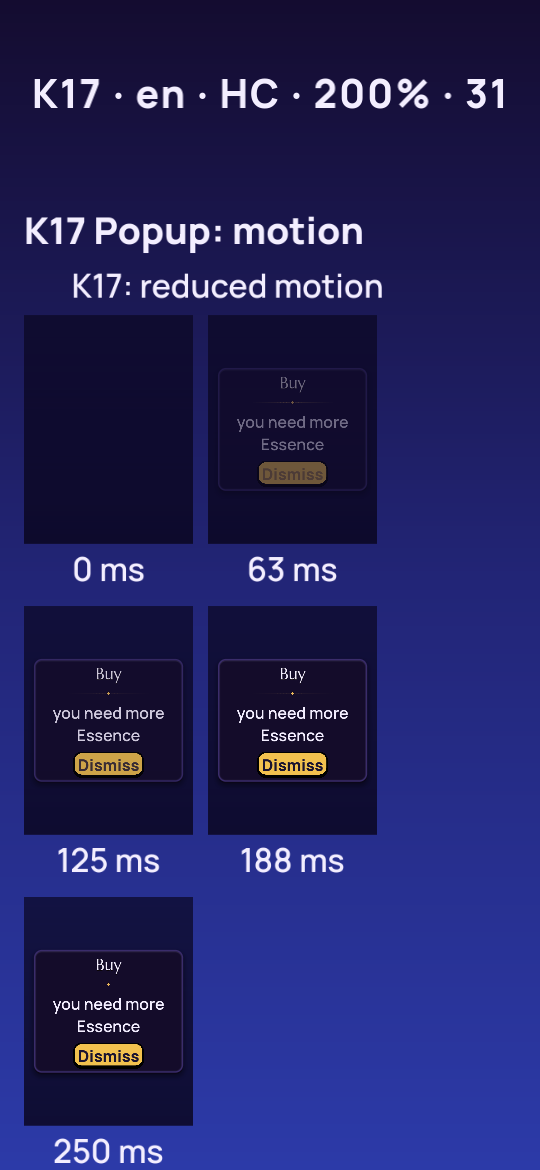 K17 · en · HC · 200% · 31
K17 Popup: motion
K17: reduced motion
Buy
you need more
Essence
Dismiss
0 ms
63 ms
Buy
you need more
Essence
Dismiss
Buy
you need more
Essence
Dismiss
125 ms
188 ms
Buy
you need more
Essence
Dismiss
250 ms